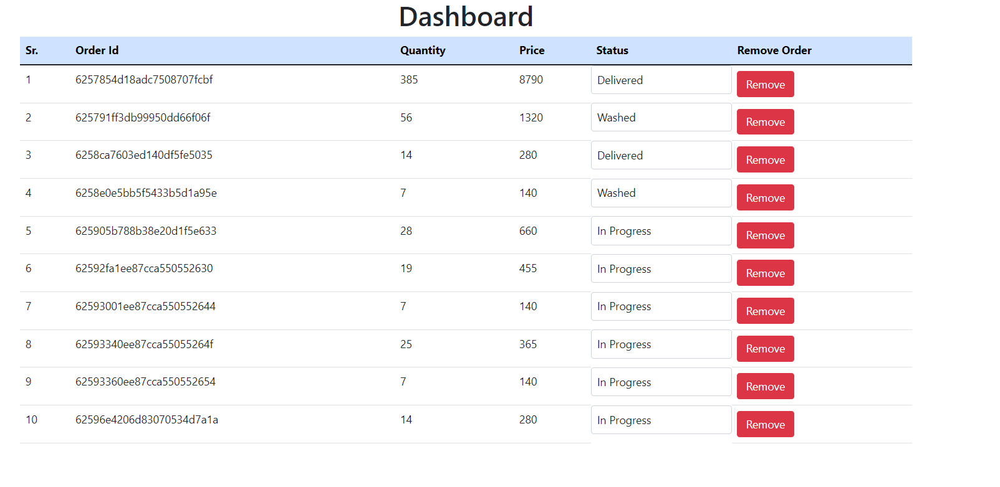 Dashboard
Sr. Order Id Quantity Price Status Remove Order
1 6257854d18adc7508707fcbf 385 8790 Delivered Remove
2 625791ff3db99950dd66f06f 56 1320 Washed Remove
3 6258ca7603ed140df5fe5035 14 280 Delivered Remove
4 6258e0e5bb5f5433b5d1a95e 7 140 Washed Remove
5 625905b788b38e20d1f5e633 28 660 In Progress Remove
6 62592fa1ee87cca550552630 19 455 In Progress Remove
7 62593001ee87cca550552644 7 140 In Progress Remove
8 62593340ee87cca55055264f 25 365 In Progress Remove
9 62593360ee87cca550552654 7 140 In Progress Remove
10 62596e4206d83070534d7a1a 14 280 In Progress Remove